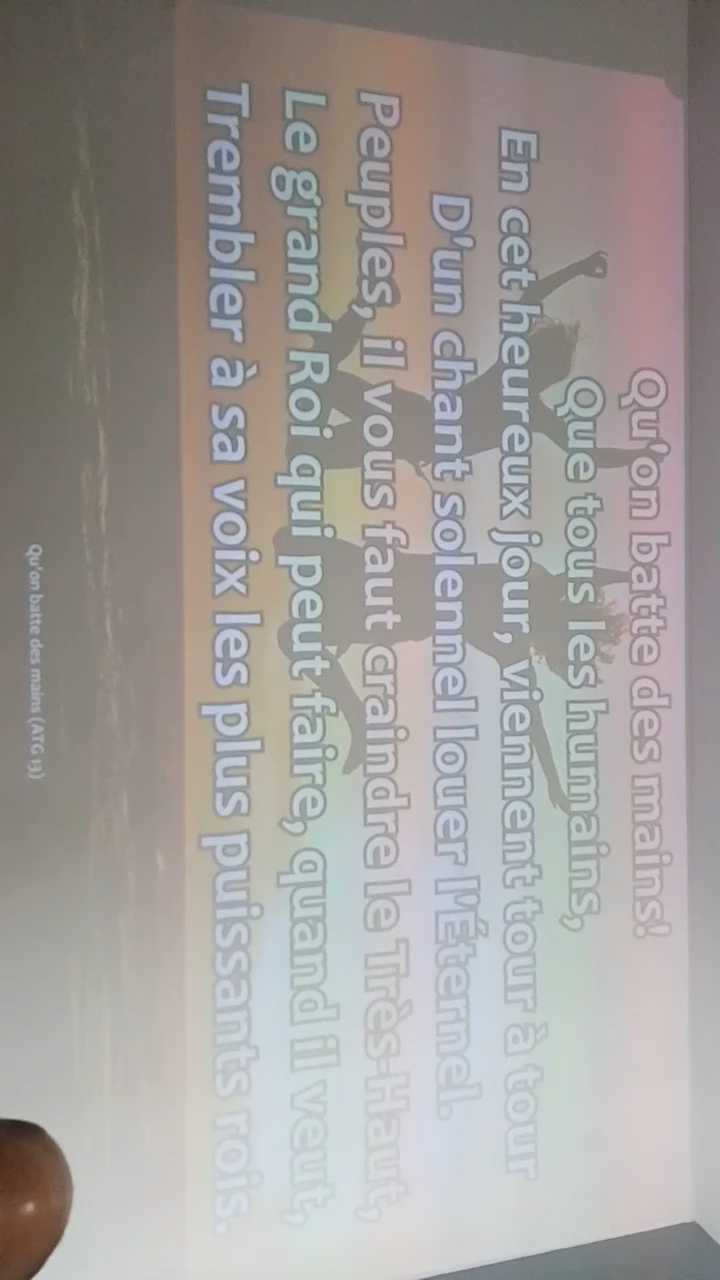 Qu'on batte des mains!
Que tous les humains,
En cet heureux jour, viennent tour à tour
D'un chant solennel louer l'Éternel.
Peuples, il vous faut craindre le Très-Haut,
Le grand Roi qui peut faire, quand il veut,
Trembler à sa voix les plus puissants rois.
Qu'on batte des mains (ATG 13)